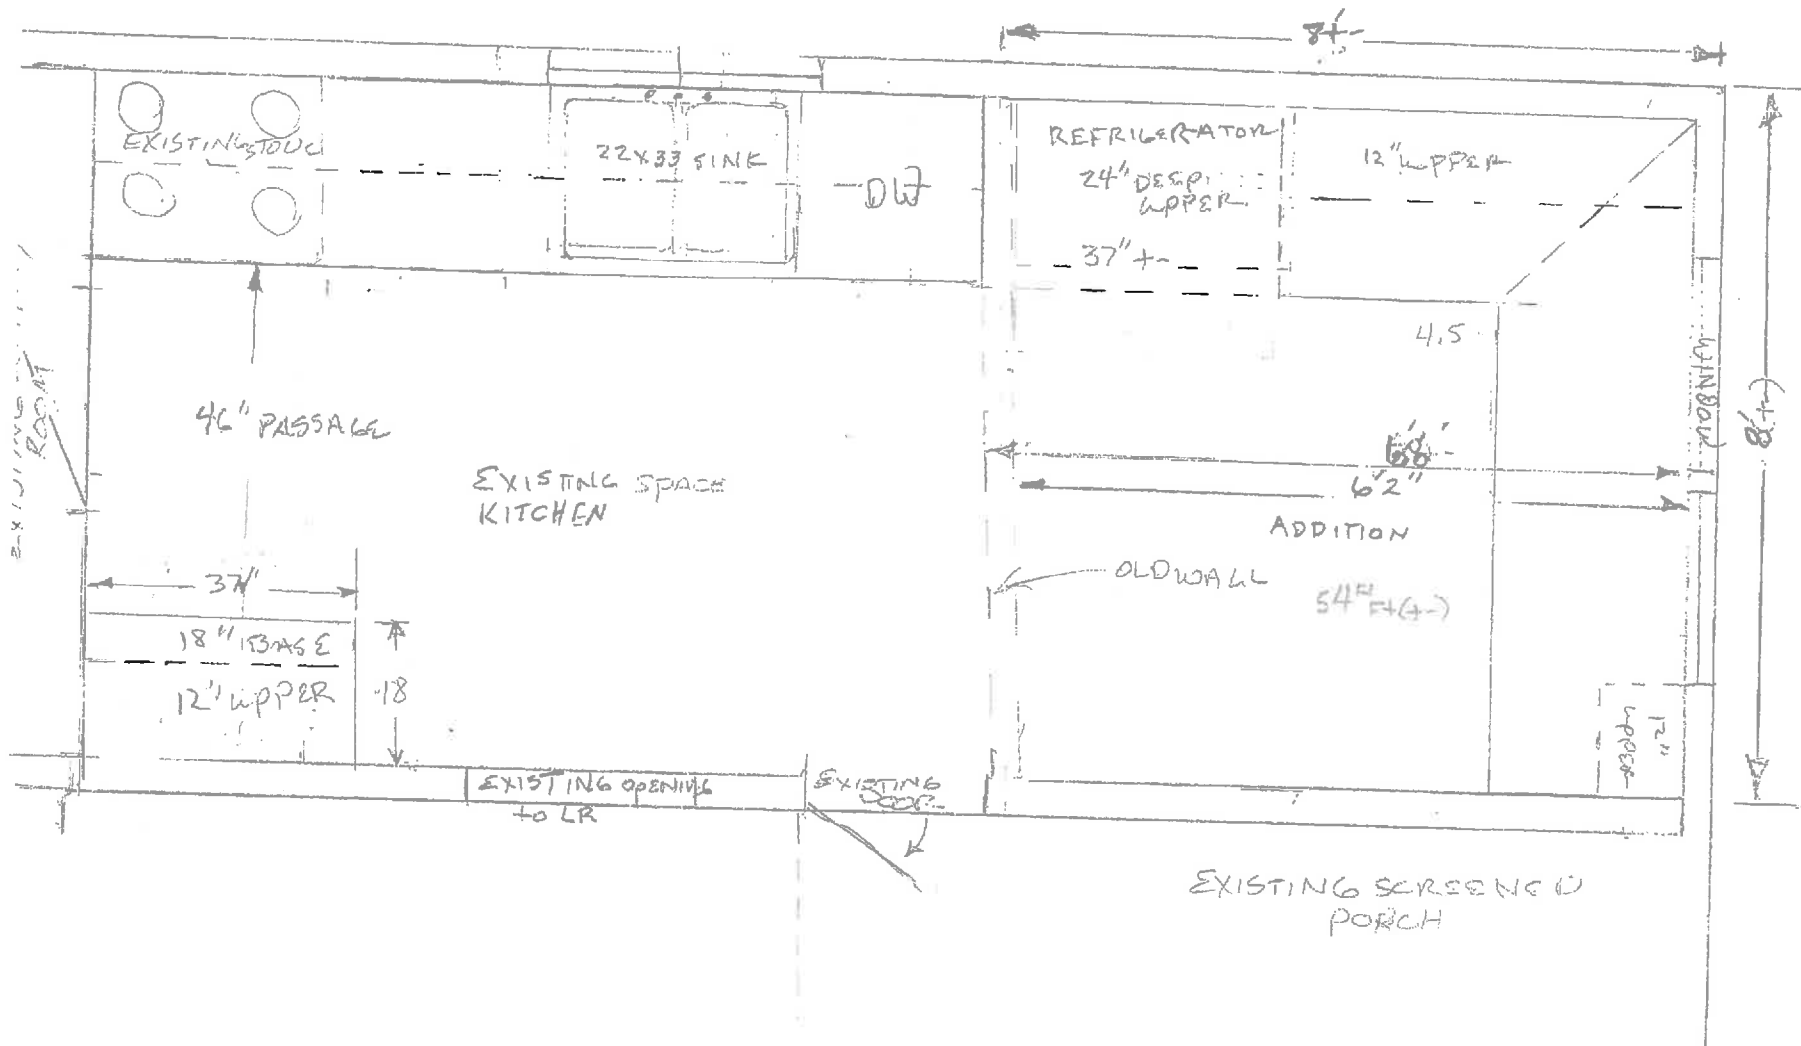 8'+-
EXISTING STOVE
22X33 SINK
DW
REFRIGERATOR
24" DEEP
UPPER
37" +-
12" UPPER
4.5
WINDOW
8'(+-)
ROOM
46" PASSAGE
EXISTING SPACE
KITCHEN
6'2"
ADDITION
OLD WALL
37"
18" BASE
12" UPPER
18
12"
UPPER
EXISTING OPENING
to LR
EXISTING
DOOR
EXISTING SCREENED
PORCH